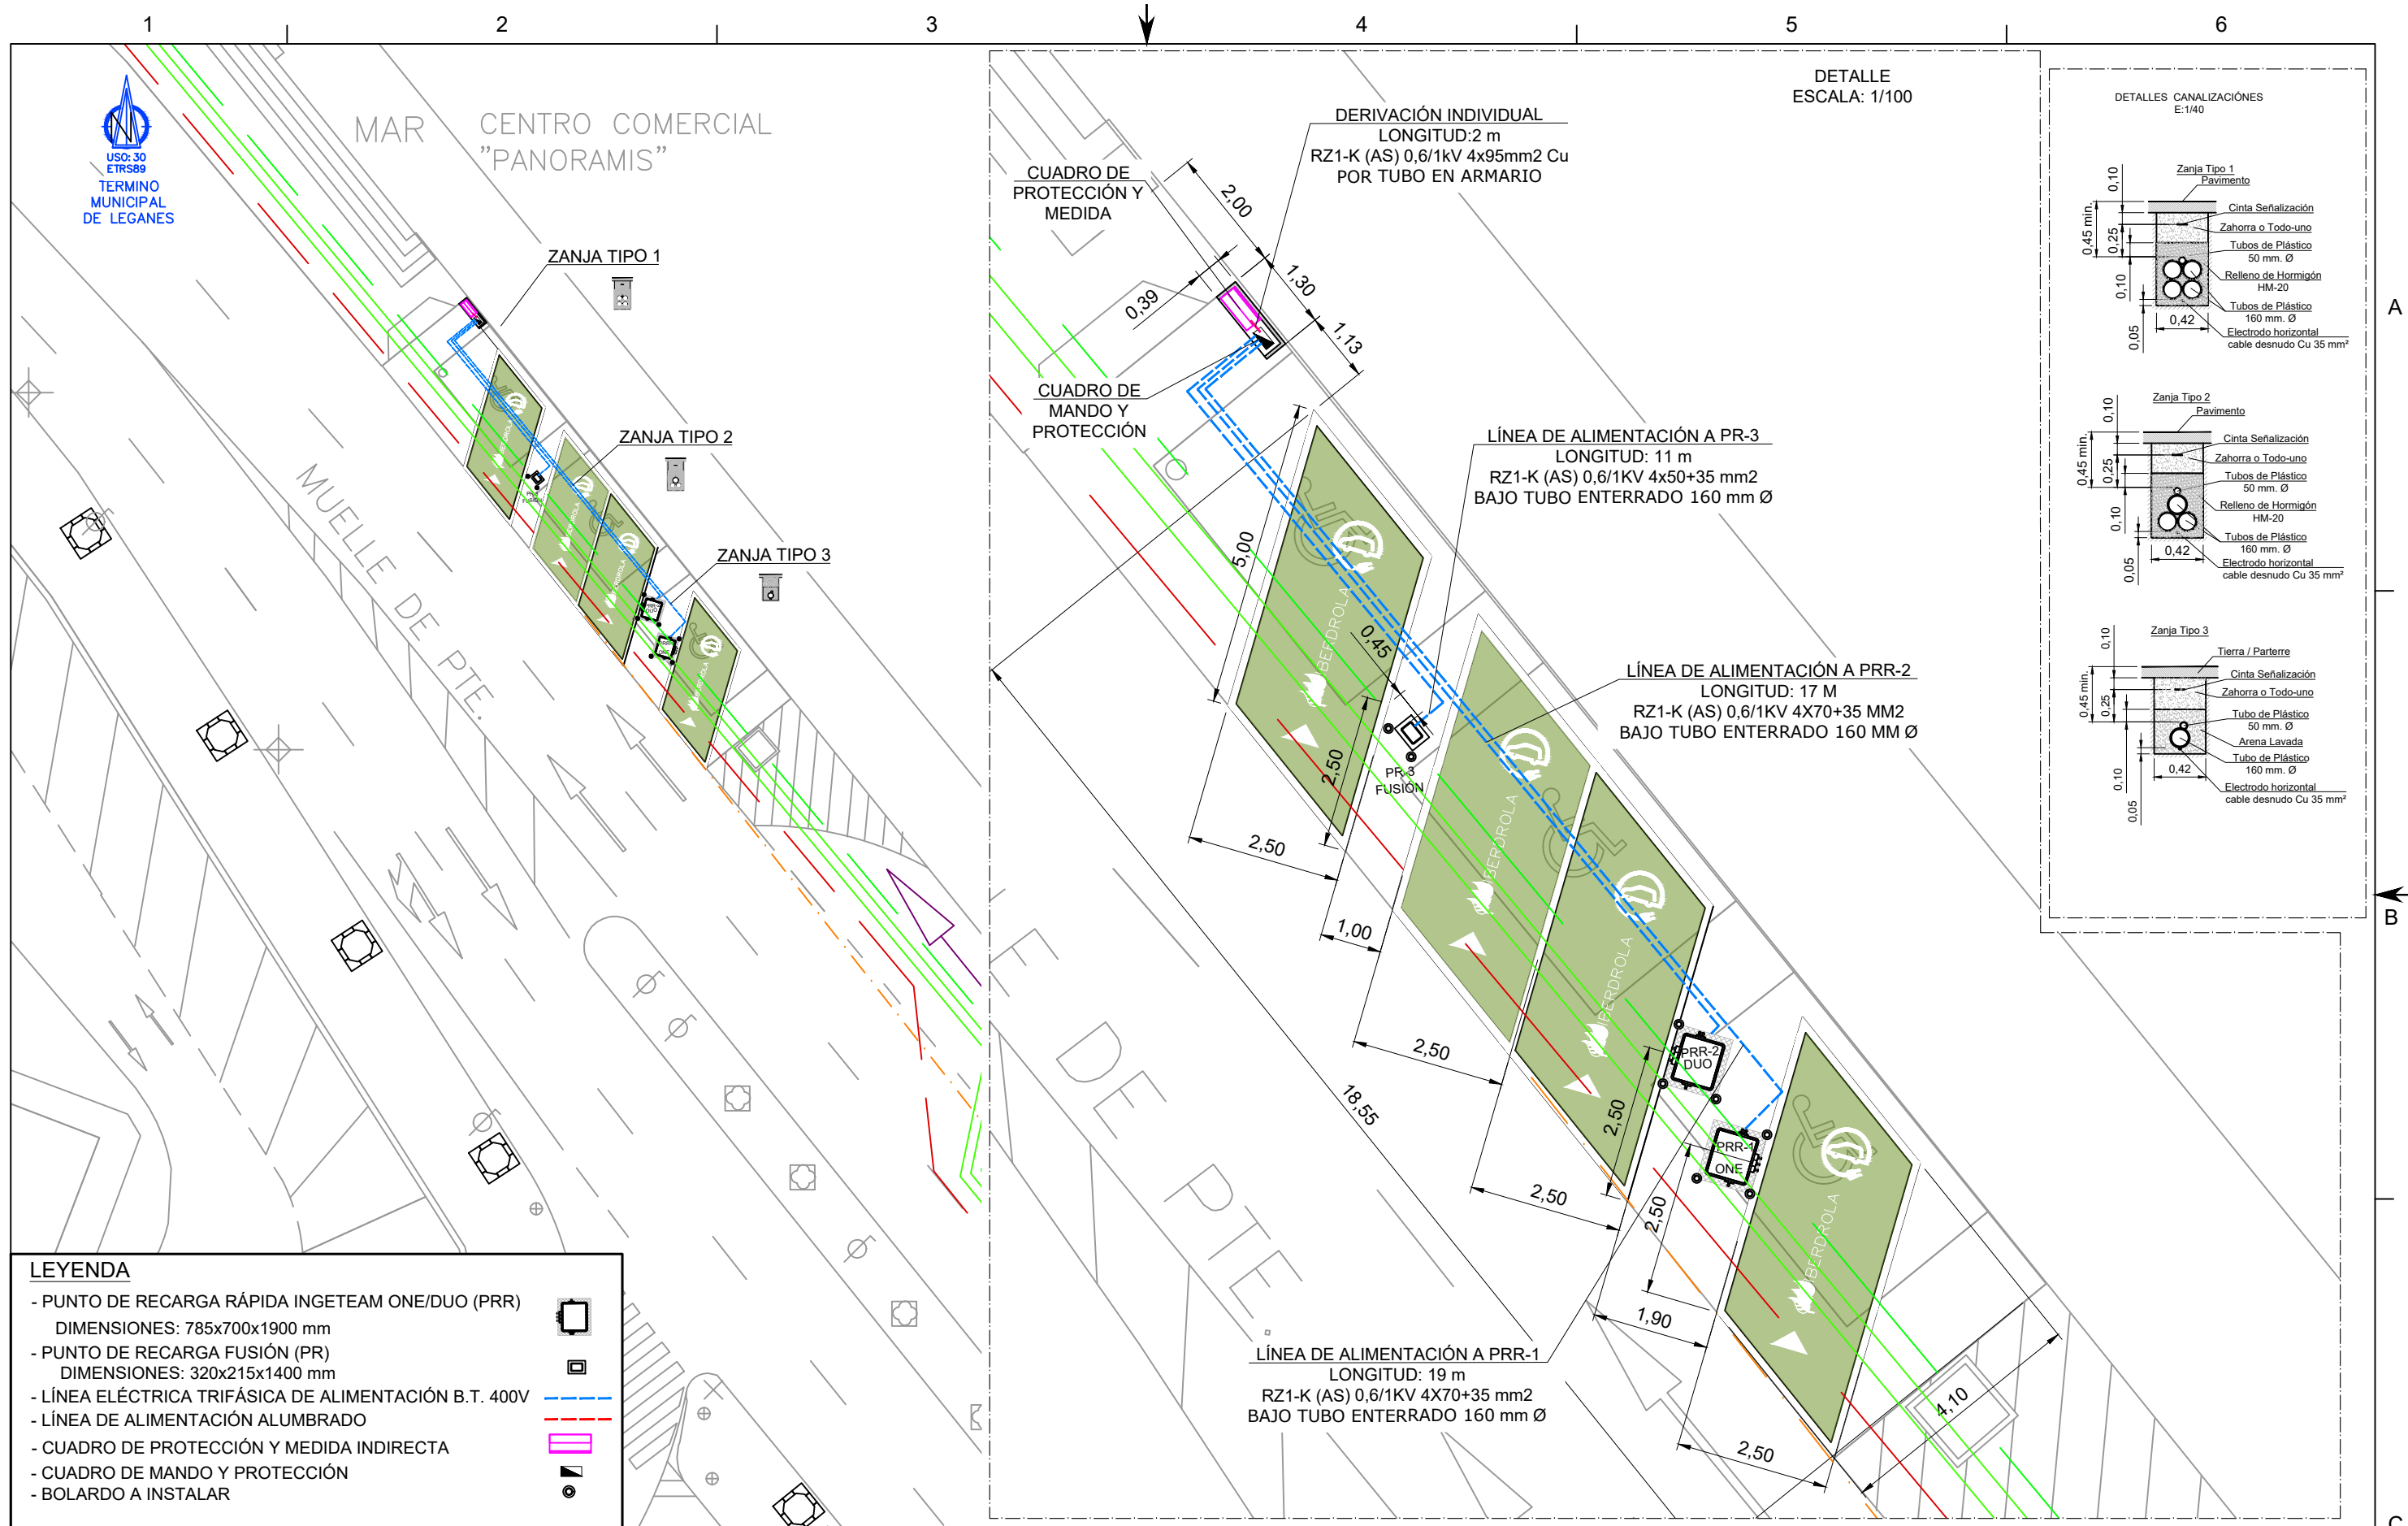 1
2
3
4
5
6
A
B
USO: 30
ETRS89
TERMINO
MUNICIPAL
DE LEGANES
MAR
CENTRO COMERCIAL
"PANORAMIS"
MUELLE DE PTE.
ZANJA TIPO 1
ZANJA TIPO 2
ZANJA TIPO 3
DETALLE
ESCALA: 1/100
DERIVACIÓN INDIVIDUAL
LONGITUD:2 m
RZ1-K (AS) 0,6/1kV 4x95mm2 Cu
POR TUBO EN ARMARIO
CUADRO DE
PROTECCIÓN Y
MEDIDA
2,00
1,30
0,39
1,13
CUADRO DE
MANDO Y
PROTECCIÓN
LÍNEA DE ALIMENTACIÓN A PR-3
LONGITUD: 11 m
RZ1-K (AS) 0,6/1KV 4x50+35 mm2
BAJO TUBO ENTERRADO 160 mm Ø
5,00
0,45
IBERDROLA
LÍNEA DE ALIMENTACIÓN A PRR-2
LONGITUD: 17 M
RZ1-K (AS) 0,6/1KV 4X70+35 MM2
BAJO TUBO ENTERRADO 160 MM Ø
2,50
PR-3
FUSIÓN
2,50
IBERDROLA
1,00
IBERDROLA
2,50
DE PTE.
18,55
PRR-2
DUO
2,50
PRR-1
ONE
2,50
2,50
IBERDROLA
1,90
LÍNEA DE ALIMENTACIÓN A PRR-1
LONGITUD: 19 m
RZ1-K (AS) 0,6/1KV 4X70+35 mm2
BAJO TUBO ENTERRADO 160 mm Ø
4,10
2,50
DETALLES CANALIZACIÓNES
E:1/40
Zanja Tipo 1
Pavimento
Cinta Señalización
Zahorra o Todo-uno
Tubos de Plástico
50 mm. Ø
Relleno de Hormigón
HM-20
Tubos de Plástico
160 mm. Ø
Electrodo horizontal
cable desnudo Cu 35 mm²
0,10
0,45 min.
0,25
0,10
0,05
0,42
Zanja Tipo 2
Pavimento
Cinta Señalización
Zahorra o Todo-uno
Tubos de Plástico
50 mm. Ø
Relleno de Hormigón
HM-20
Tubos de Plástico
160 mm. Ø
Electrodo horizontal
cable desnudo Cu 35 mm²
0,10
0,45 min.
0,25
0,10
0,05
0,42
Zanja Tipo 3
Tierra / Parterre
Cinta Señalización
Zahorra o Todo-uno
Tubo de Plástico
50 mm. Ø
Arena Lavada
Tubo de Plástico
160 mm. Ø
Electrodo horizontal
cable desnudo Cu 35 mm²
0,10
0,45 min.
0,25
0,10
0,05
0,42
LEYENDA
- PUNTO DE RECARGA RÁPIDA INGETEAM ONE/DUO (PRR)
DIMENSIONES: 785x700x1900 mm
- PUNTO DE RECARGA FUSIÓN (PR)
DIMENSIONES: 320x215x1400 mm
- LÍNEA ELÉCTRICA TRIFÁSICA DE ALIMENTACIÓN B.T. 400V
- LÍNEA DE ALIMENTACIÓN ALUMBRADO
- CUADRO DE PROTECCIÓN Y MEDIDA INDIRECTA
- CUADRO DE MANDO Y PROTECCIÓN
- BOLARDO A INSTALAR